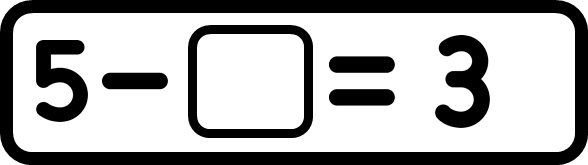 5 − □ = 3